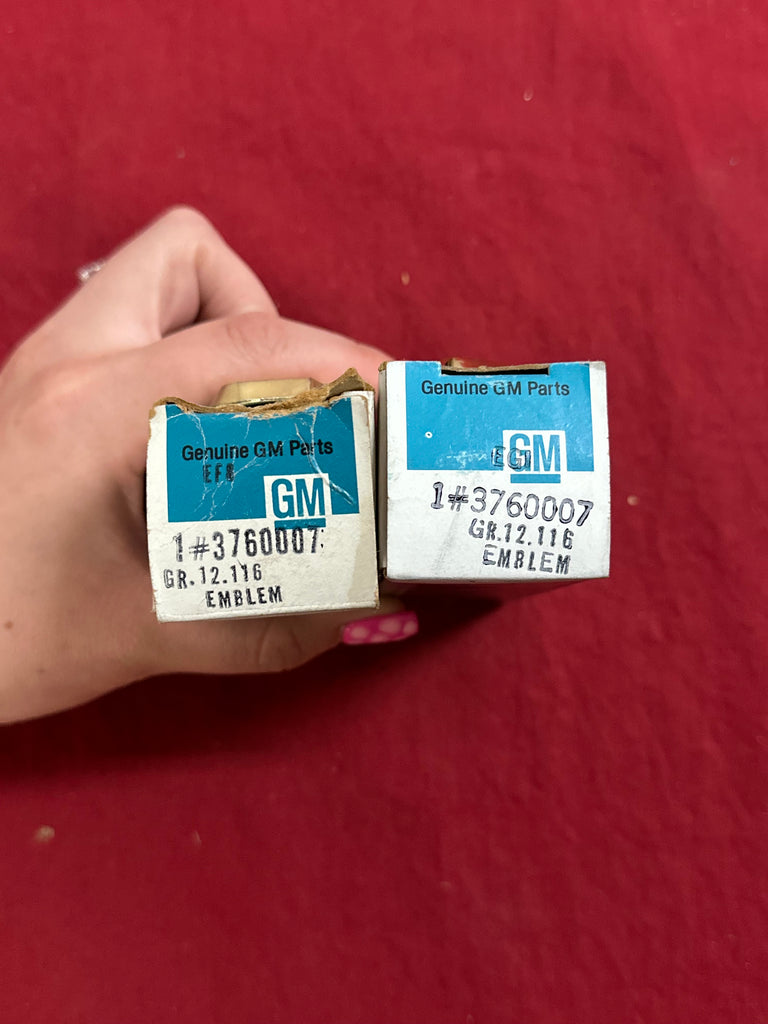 Genuine GM Parts
EF8
GM
1#3760007
GR.12.116
EMBLEM
Genuine GM Parts
GM
1#3760007
GR.12.116
EMBLEM